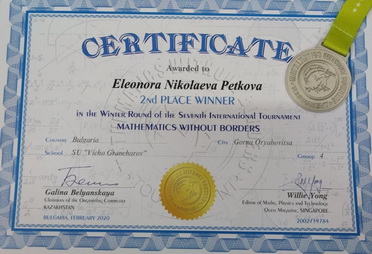 CERTIFICATE
Awarded to
Eleonora Nikolaeva Petkova
2nd PLACE WINNER
in the Winter Round of the Seventh International Tournament
MATHEMATICS WITHOUT BORDERS
Country Bulgaria City Gorna Oryahovitsa
School SU "Vicho Grancharov" Group 4
Galina Belyanskaya Willie Yong
Chairman of the Organizing Committee Editor of Maths, Physics and Technology
KAZAKHSTAN Magazine, SINGAPORE
BULGARIA, FEBRUARY 2020